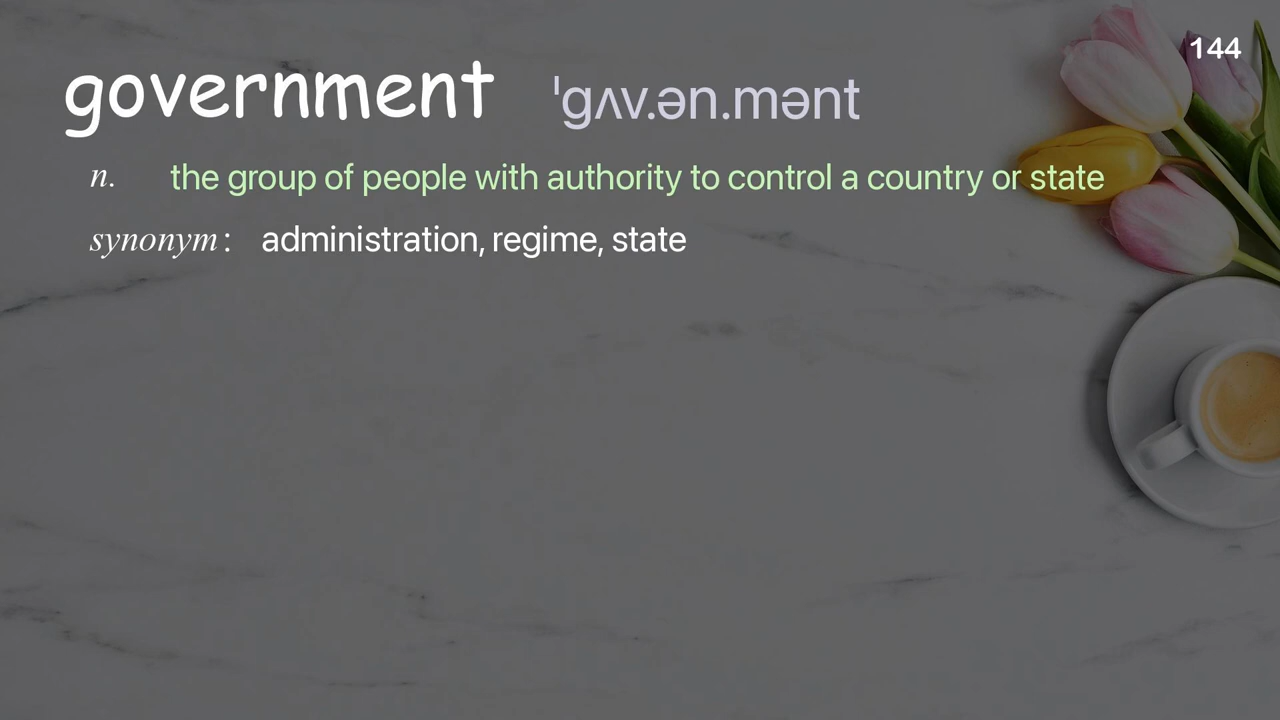 144
government ˈɡʌv.ən.mənt
n. the group of people with authority to control a country or state
synonym: administration, regime, state